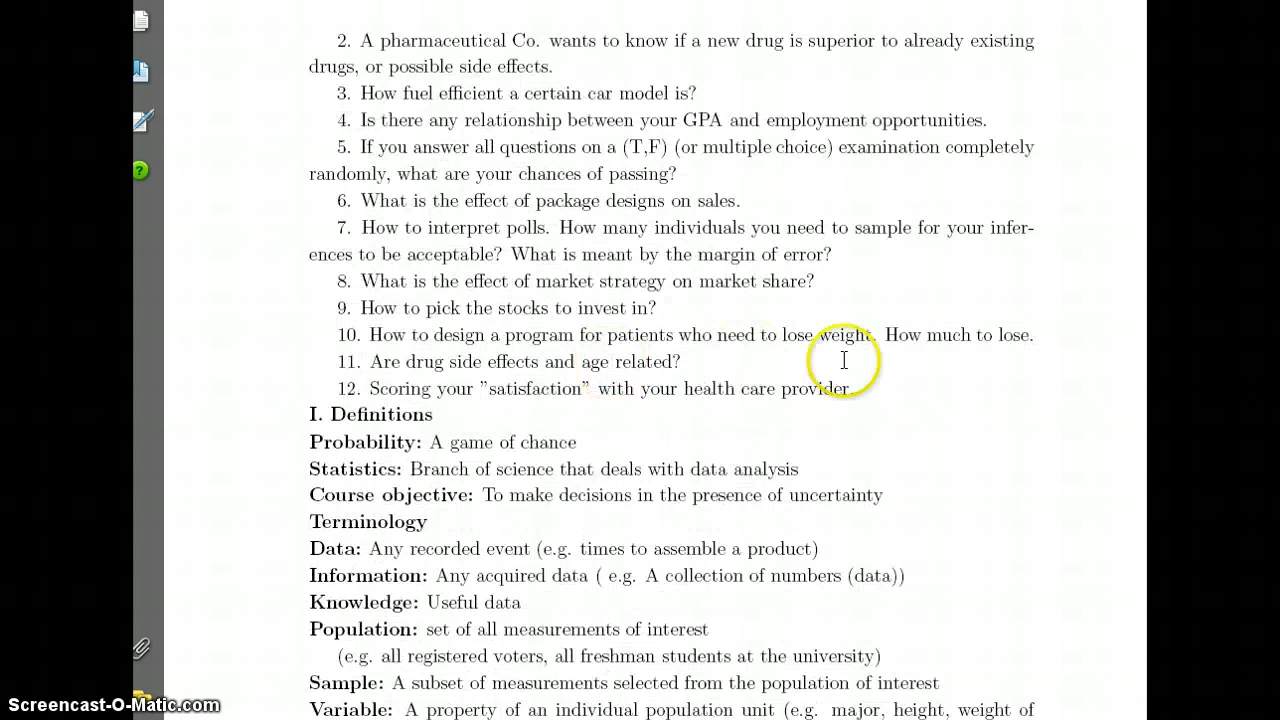 2. A pharmaceutical Co. wants to know if a new drug is superior to already existing
drugs, or possible side effects.
3. How fuel efficient a certain car model is?
4. Is there any relationship between your GPA and employment opportunities.
5. If you answer all questions on a (T,F) (or multiple choice) examination completely
randomly, what are your chances of passing?
6. What is the effect of package designs on sales.
7. How to interpret polls. How many individuals you need to sample for your infer-
ences to be acceptable? What is meant by the margin of error?
8. What is the effect of market strategy on market share?
9. How to pick the stocks to invest in?
10. How to design a program for patients who need to lose weight. How much to lose.
11. Are drug side effects and age related?
12. Scoring your ”satisfaction” with your health care provider.
I. Definitions
Probability: A game of chance
Statistics: Branch of science that deals with data analysis
Course objective: To make decisions in the presence of uncertainty
Terminology
Data: Any recorded event (e.g. times to assemble a product)
Information: Any acquired data ( e.g. A collection of numbers (data))
Knowledge: Useful data
Population: set of all measurements of interest
(e.g. all registered voters, all freshman students at the university)
Sample: A subset of measurements selected from the population of interest
Variable: A property of an individual population unit (e.g. major, height, weight of
Screencast-O-Matic.com